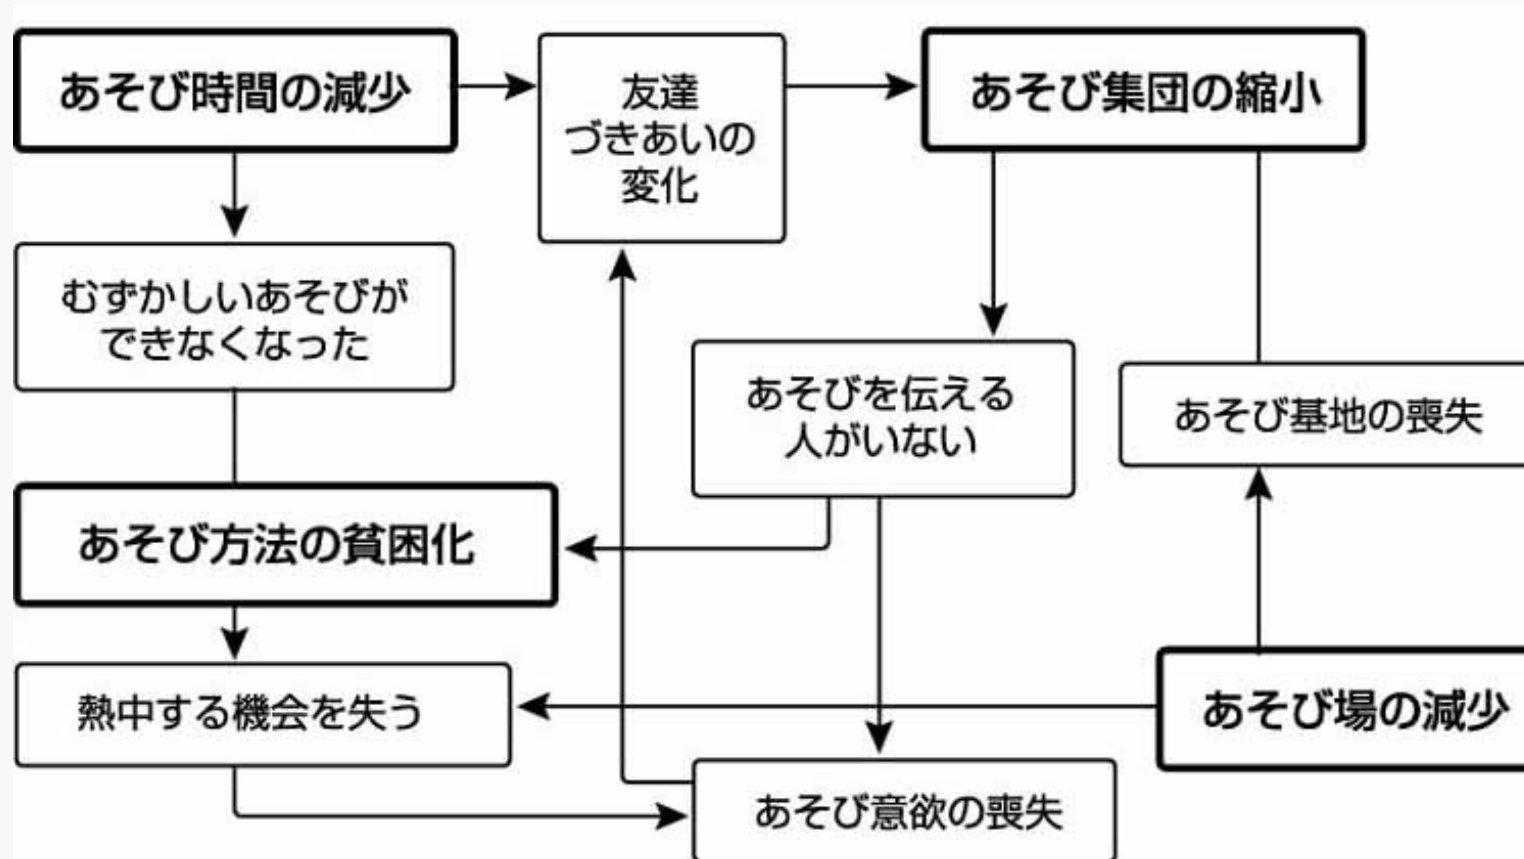 あそび時間の減少
友達
づきあいの
変化
あそび集団の縮小
むずかしいあそびが
できなくなった
あそびを伝える
人がいない
あそび基地の喪失
あそび方法の貧困化
熱中する機会を失う
あそび場の減少
あそび意欲の喪失